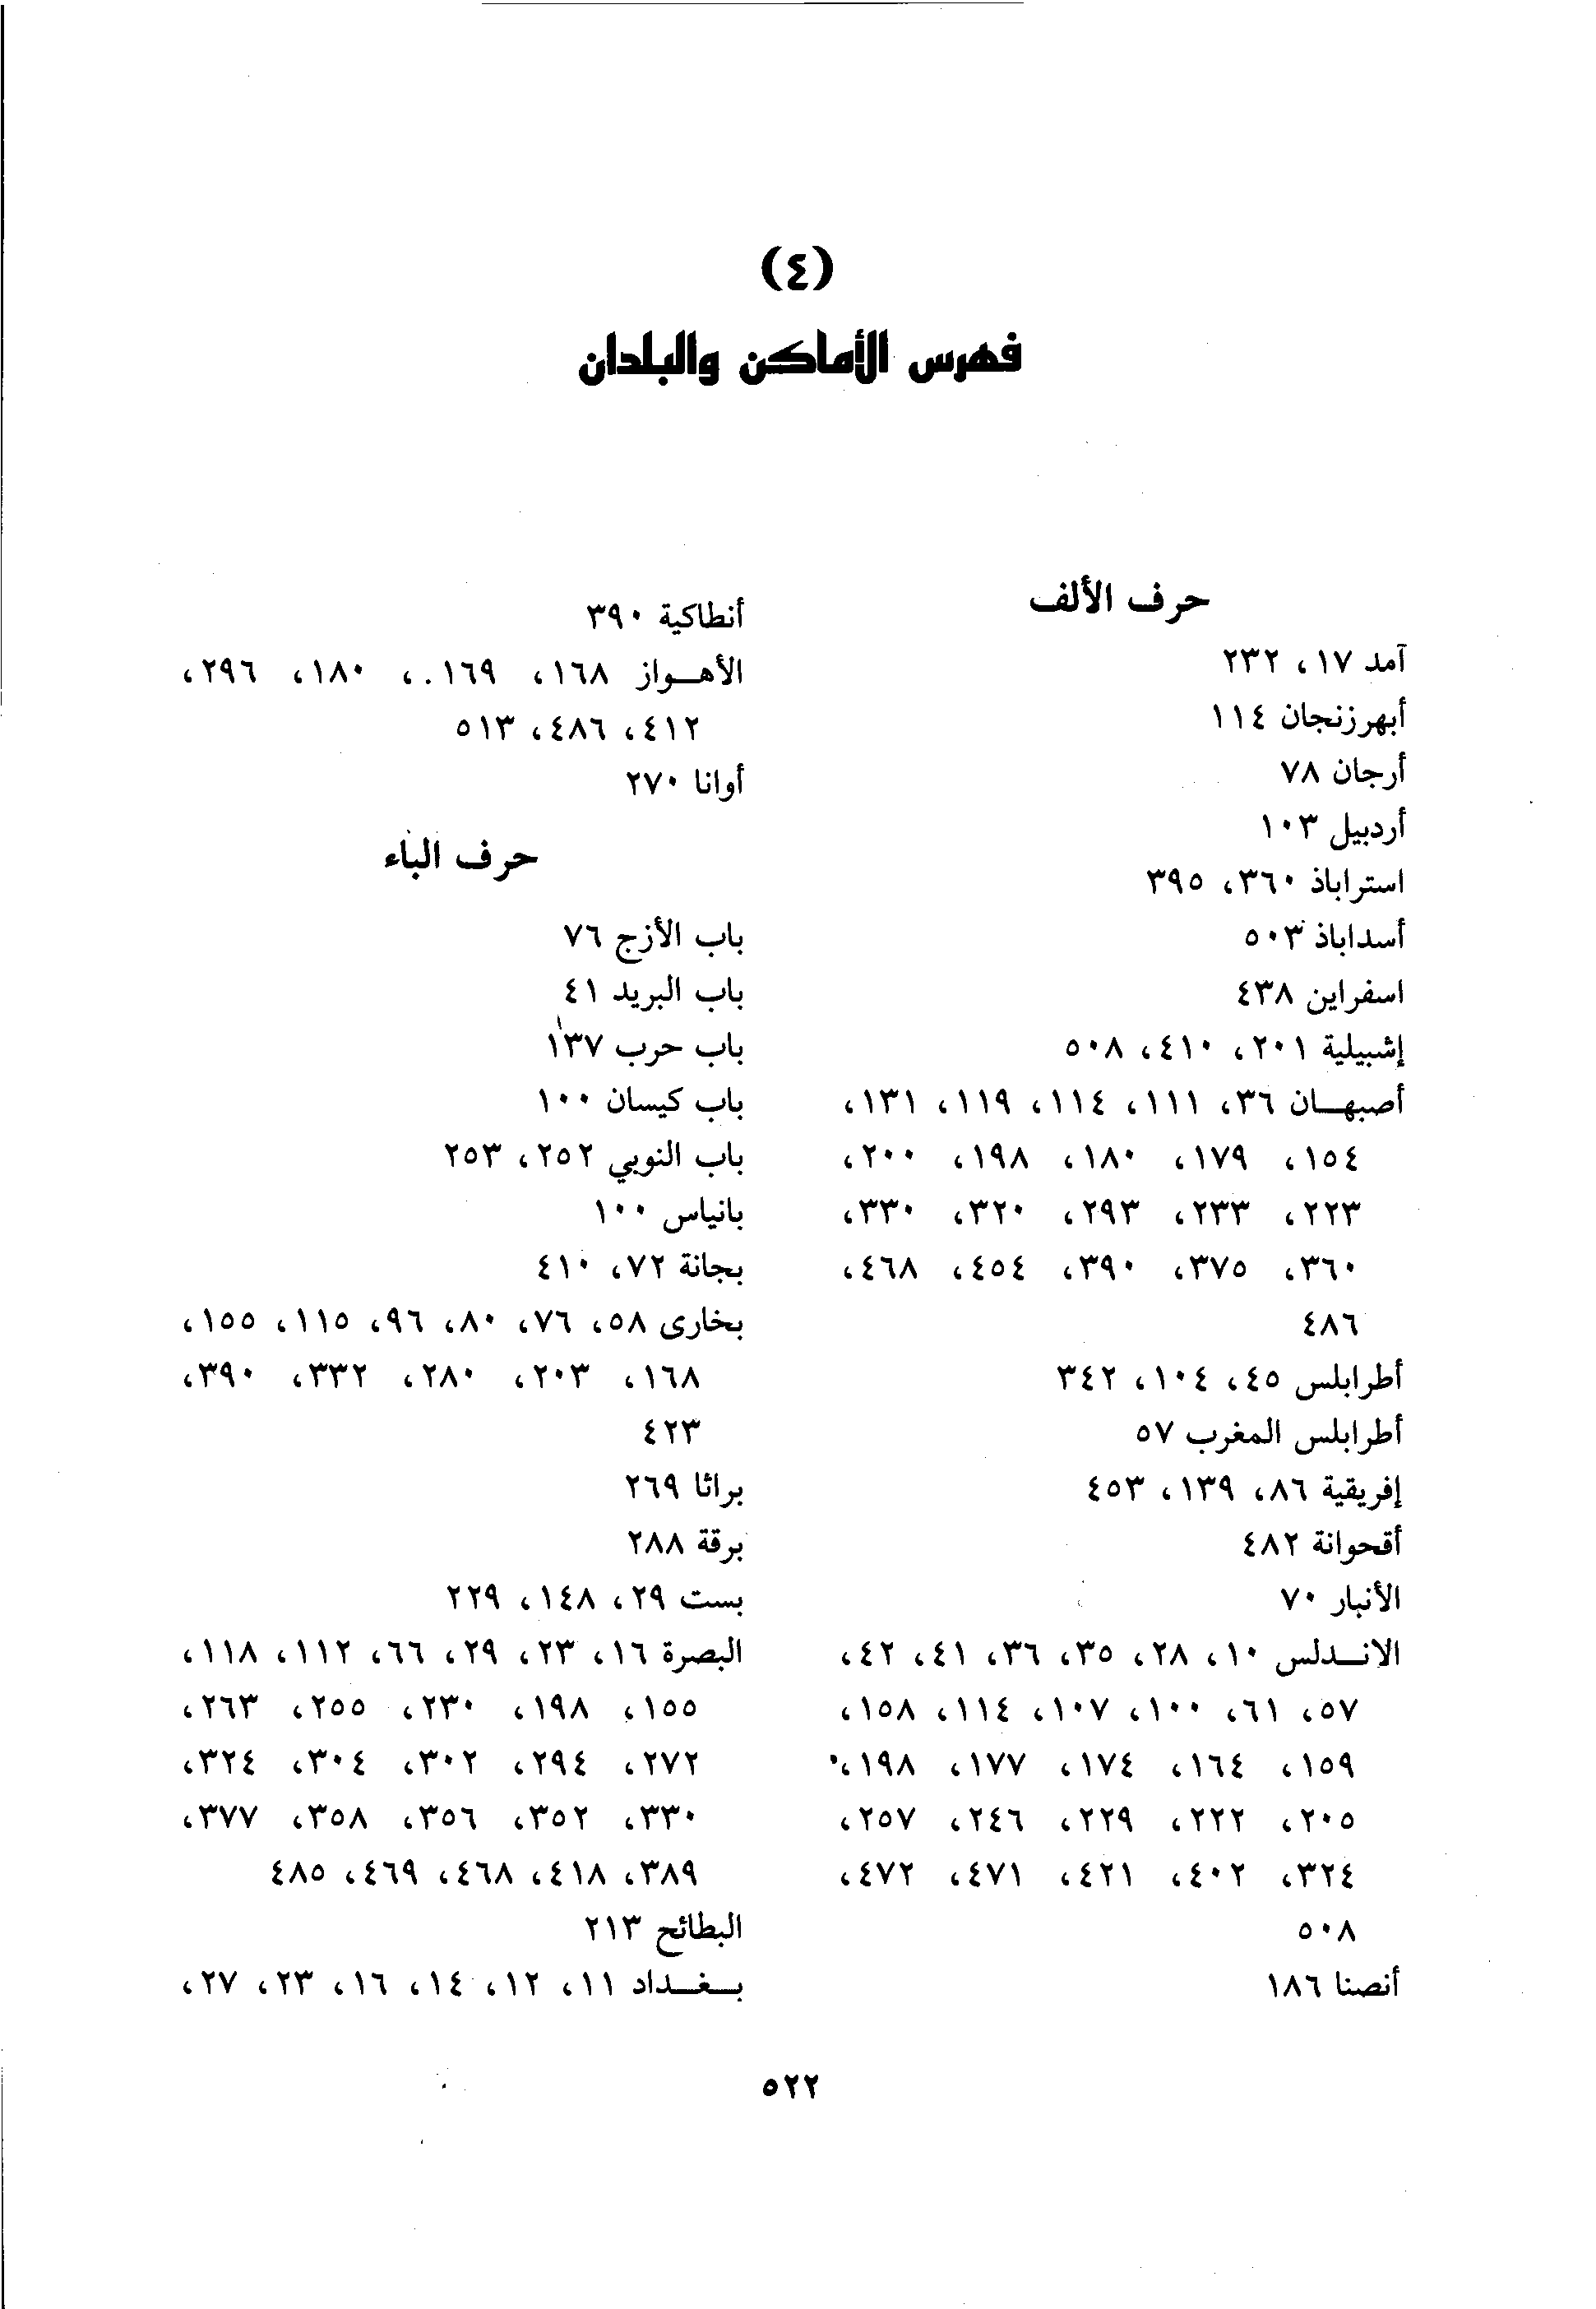 (٤)
فهرس الأماكن والبلدان
حرف الألف
آمد ١٧، ٢٣٢
أبهرزنجان ١١٤
أرجان ٧٨
أردبيل ١٠٣
استراباذ ٣٦٠، ٣٩٥
أسداباذ ٥٠٣
اسفراين ٤٣٨
إشبيلية ٢٠١، ٤١٠، ٥٠٨
أصبهـان ٣٦، ١١١، ١١٤، ١١٩، ١٣١،
١٥٤، ١٧٩، ١٨٠، ١٩٨، ٢٠٠،
٢٢٣، ٢٣٣، ٢٩٣، ٣٢٠، ٣٣٠،
٣٦٠، ٣٧٥، ٣٩٠، ٤٥٤، ٤٦٨،
٤٨٦
أطرابلس ٤٥، ١٠٤، ٣٤٢
أطرابلس المغرب ٥٧
إفريقية ٨٦، ١٣٩، ٤٥٣
أقحوانة ٤٨٢
الأنبار ٧٠
الانـدلس ١٠، ٢٨، ٣٥، ٣٦، ٤١، ٤٢،
٥٧، ٦١، ١٠٠، ١٠٧، ١١٤، ١٥٨،
١٥٩، ١٦٤، ١٧٤، ١٧٧، ١٩٨،
٢٠٥، ٢٢٢، ٢٢٩، ٢٤٦، ٢٥٧،
٣٢٤، ٤٠٢، ٤٢١، ٤٧١، ٤٧٢،
٥٠٨
أنصنا ١٨٦
أنطاكية ٣٩٠
الأهـواز ١٦٨، ١٦٩.، ١٨٠، ٢٩٦،
٤١٢، ٤٨٦، ٥١٣
أوانا ٢٧٠
حرف الباء
باب الأزج ٧٦
باب البريد ٤١
باب حرب ١٣٧
باب كيسان ١٠٠
باب النوبي ٢٥٢، ٢٥٣
بانياس ١٠٠
بجانة ٧٢، ٤١٠
بخارى ٥٨، ٧٦، ٨٠، ٩٦، ١١٥، ١٥٥،
١٦٨، ٢٠٣، ٢٨٠، ٣٣٢، ٣٩٠،
٤٢٣
براثا ٢٦٩
برقة ٢٨٨
بست ٢٩، ١٤٨، ٢٢٩
البصرة ١٦، ٢٣، ٢٩، ٦٦، ١١٢، ١١٨،
١٥٥، ١٩٨، ٢٣٠، ٢٥٥، ٢٦٣،
٢٧٢، ٢٩٤، ٣٠٢، ٣٠٤، ٣٢٤،
٣٣٠، ٣٥٢، ٣٥٦، ٣٥٨، ٣٧٧،
٣٨٩، ٤١٨، ٤٦٨، ٤٦٩، ٤٨٥
البطائح ٢١٣
بـغـداد ١١، ١٢، ١٤، ١٦، ٢٣، ٢٧،
٥٢٢